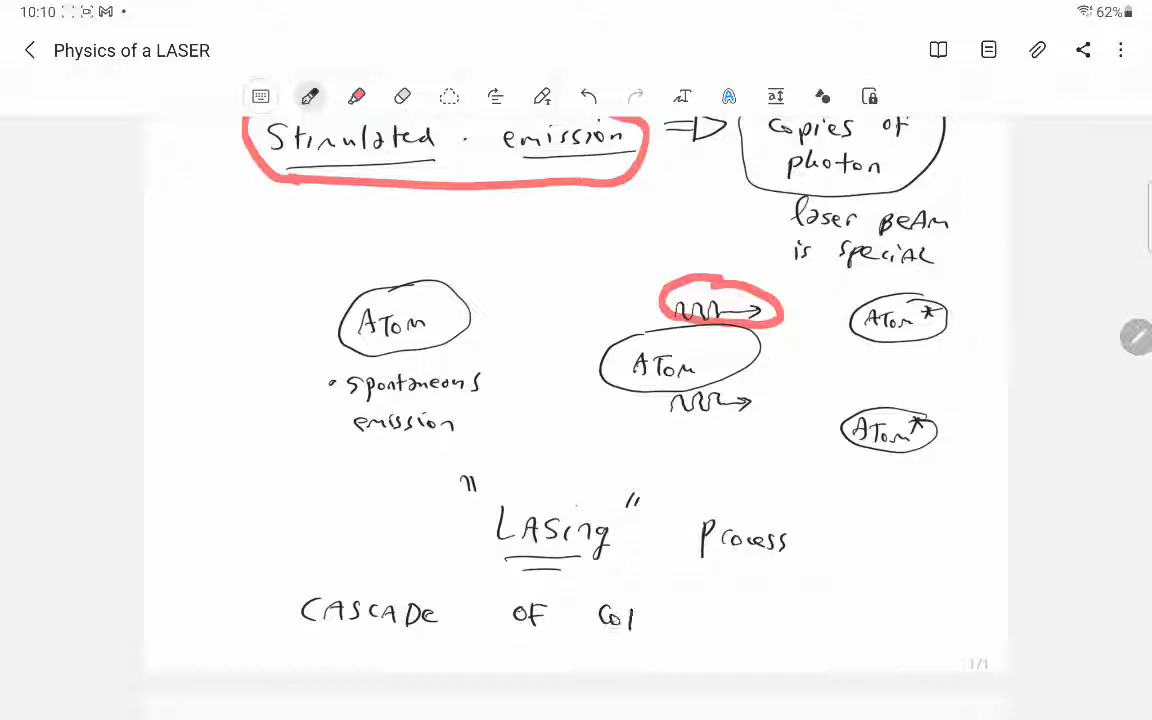 10:10
62%
Physics of a LASER
Stimulated . emission ⇒ copies of
photon
laser BEAM
is special
ATom
• spontaneous
emission
ATom
ATom*
ATom*
"LASing" Process
CASCADe OF
1/1